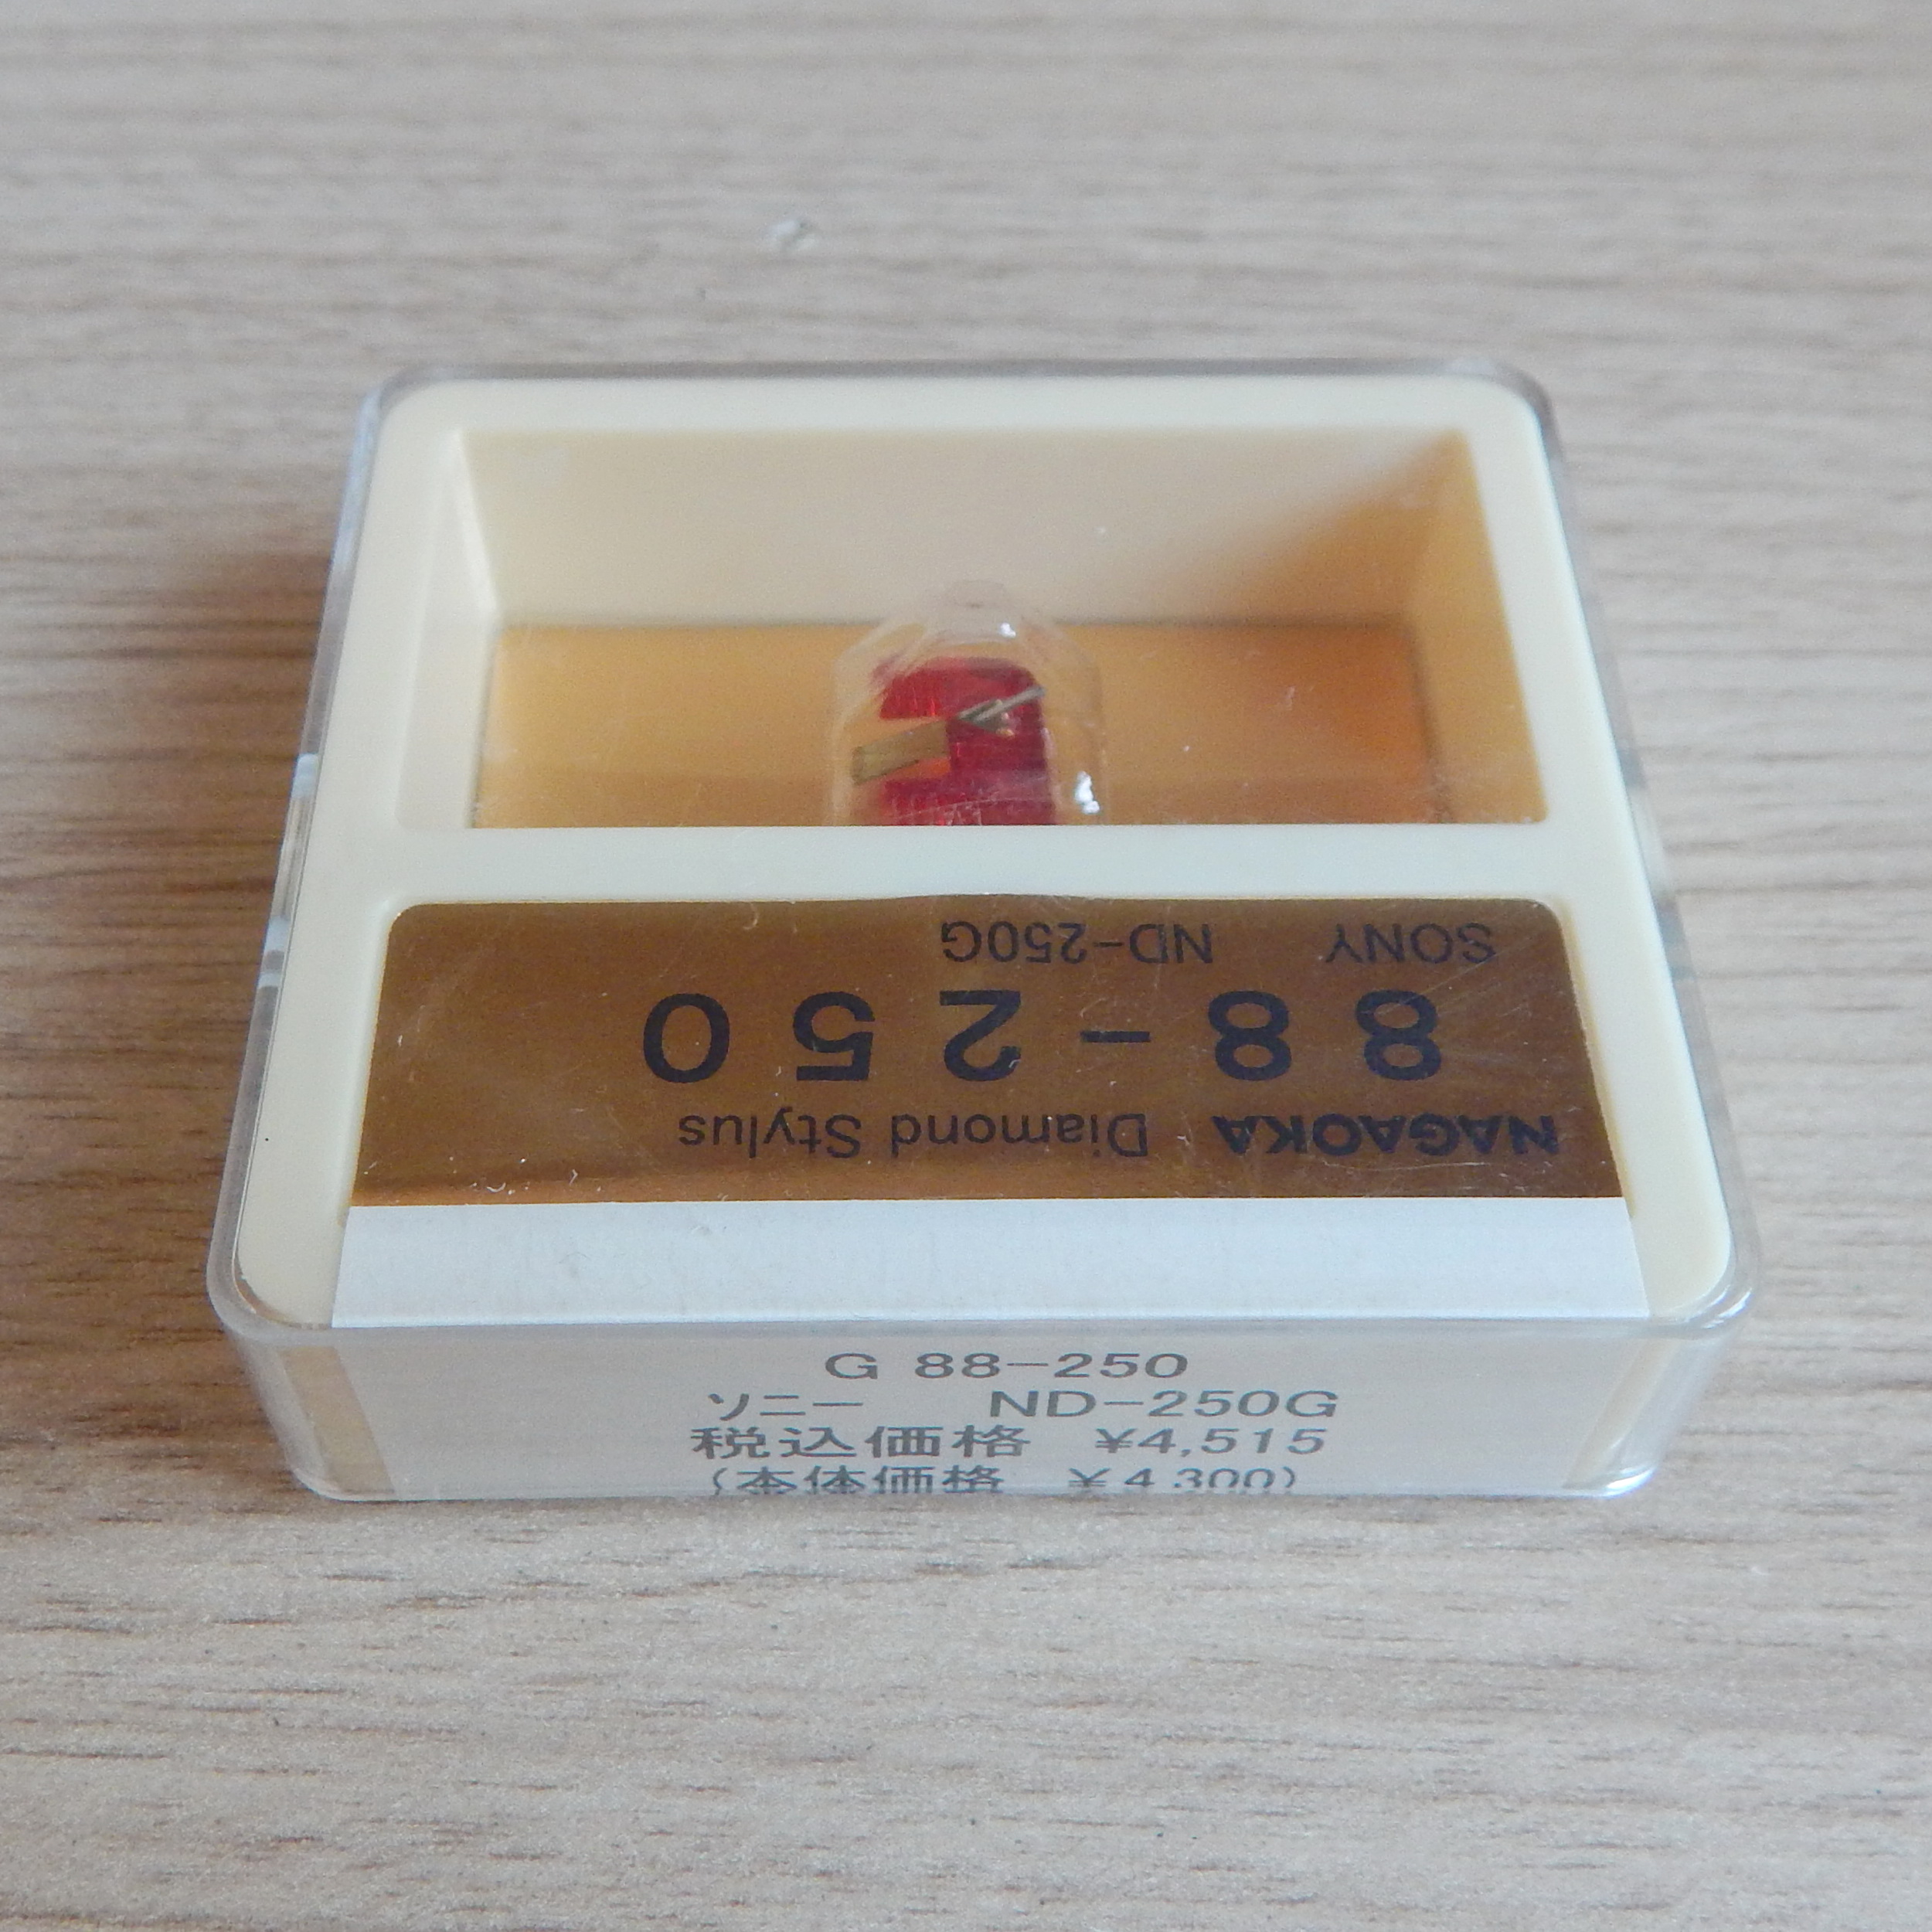 NAGAOKA Diamond Stylus
88-250
SONY ND-250G
G 88-250
ソニー ND-250G
税込価格 ¥4,515
(本体価格 ¥4,300)